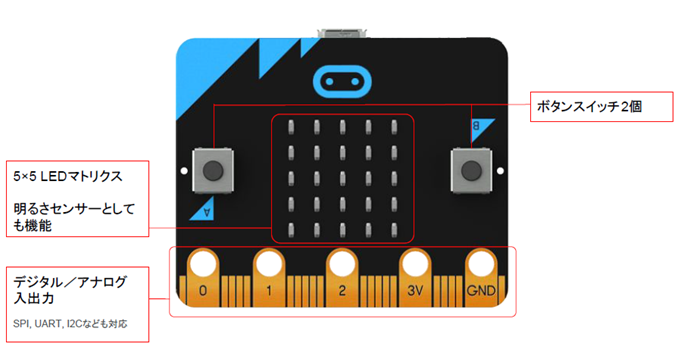 ボタンスイッチ2個
B
5×5 LEDマトリクス
明るさセンサーとして
も機能
A
デジタル／アナログ
入出力
SPI, UART, I2Cなども対応
0 1 2 3V GND